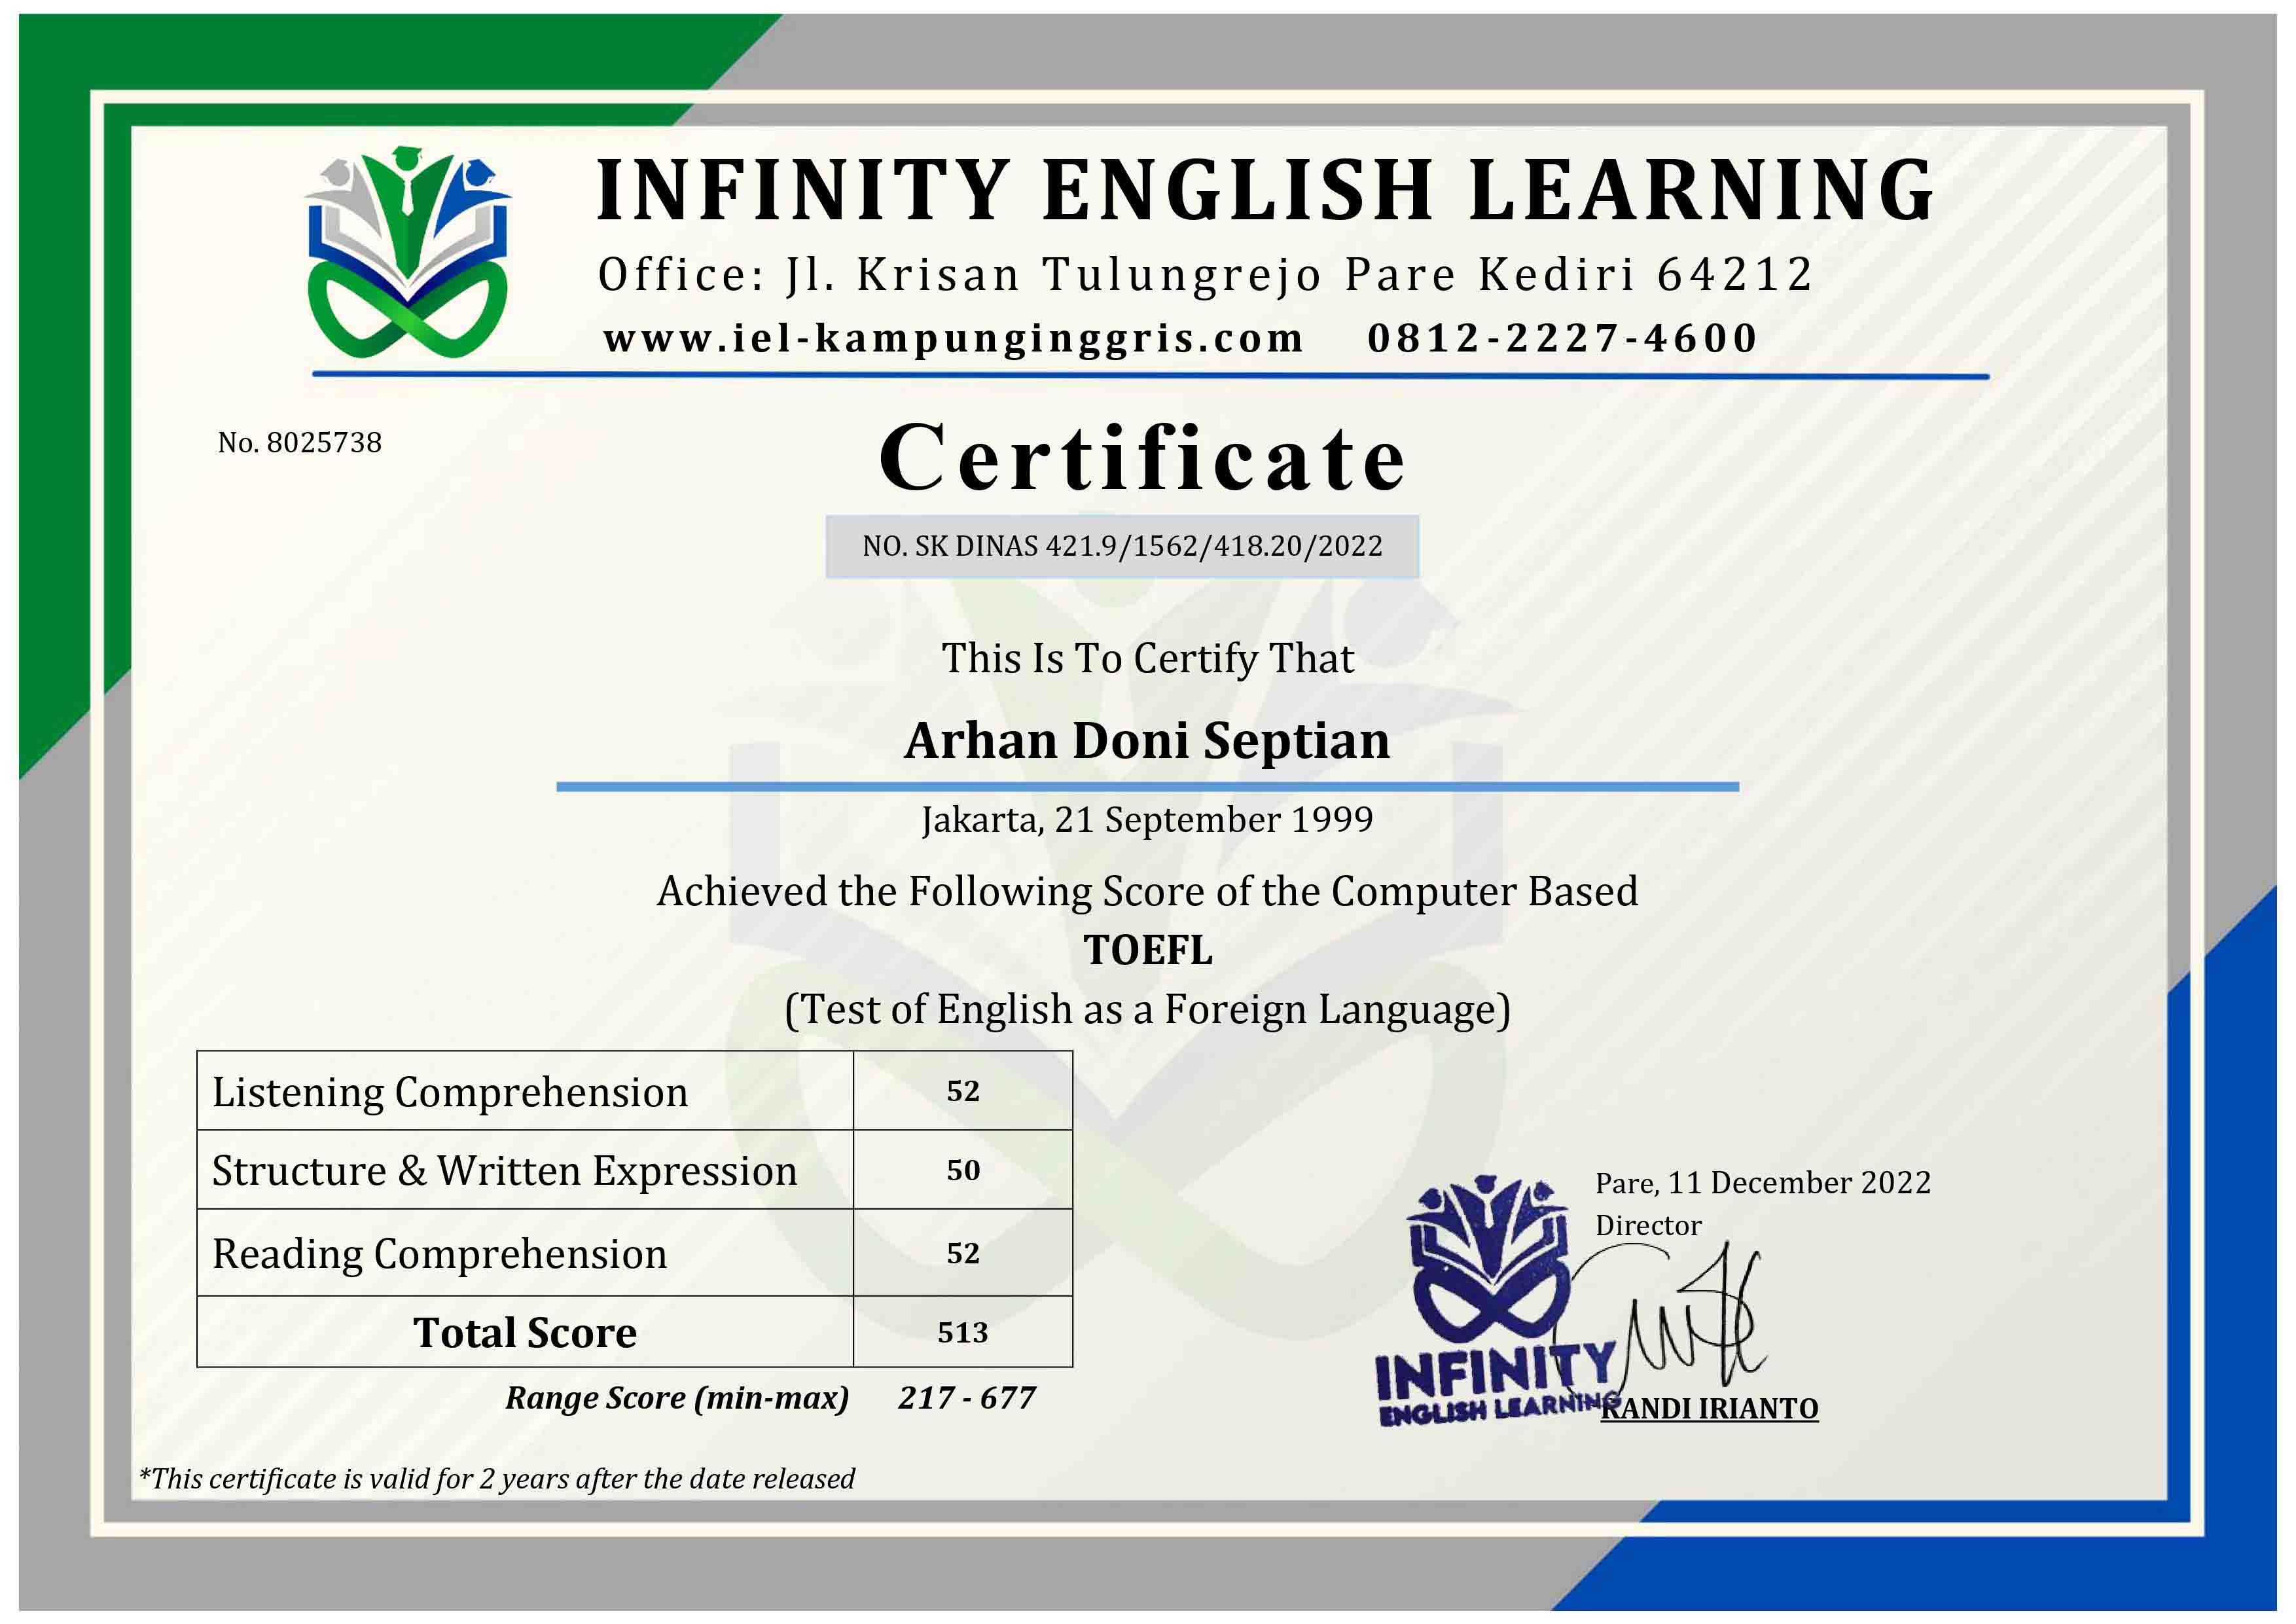 INFINITY ENGLISH LEARNING
Office: Jl. Krisan Tulungrejo Pare Kediri 64212
www.iel-kampunginggris.com 0812-2227-4600
No. 8025738
Certificate
NO. SK DINAS 421.9/1562/418.20/2022
This Is To Certify That
Arhan Doni Septian
Jakarta, 21 September 1999
Achieved the Following Score of the Computer Based
TOEFL
(Test of English as a Foreign Language)
Listening Comprehension 52
Structure & Written Expression 50
Reading Comprehension 52
Total Score 513
Range Score (min-max) 217 - 677
Pare, 11 December 2022
Director
INFINITY
ENGLISH LEARNING
RANDI IRIANTO
*This certificate is valid for 2 years after the date released